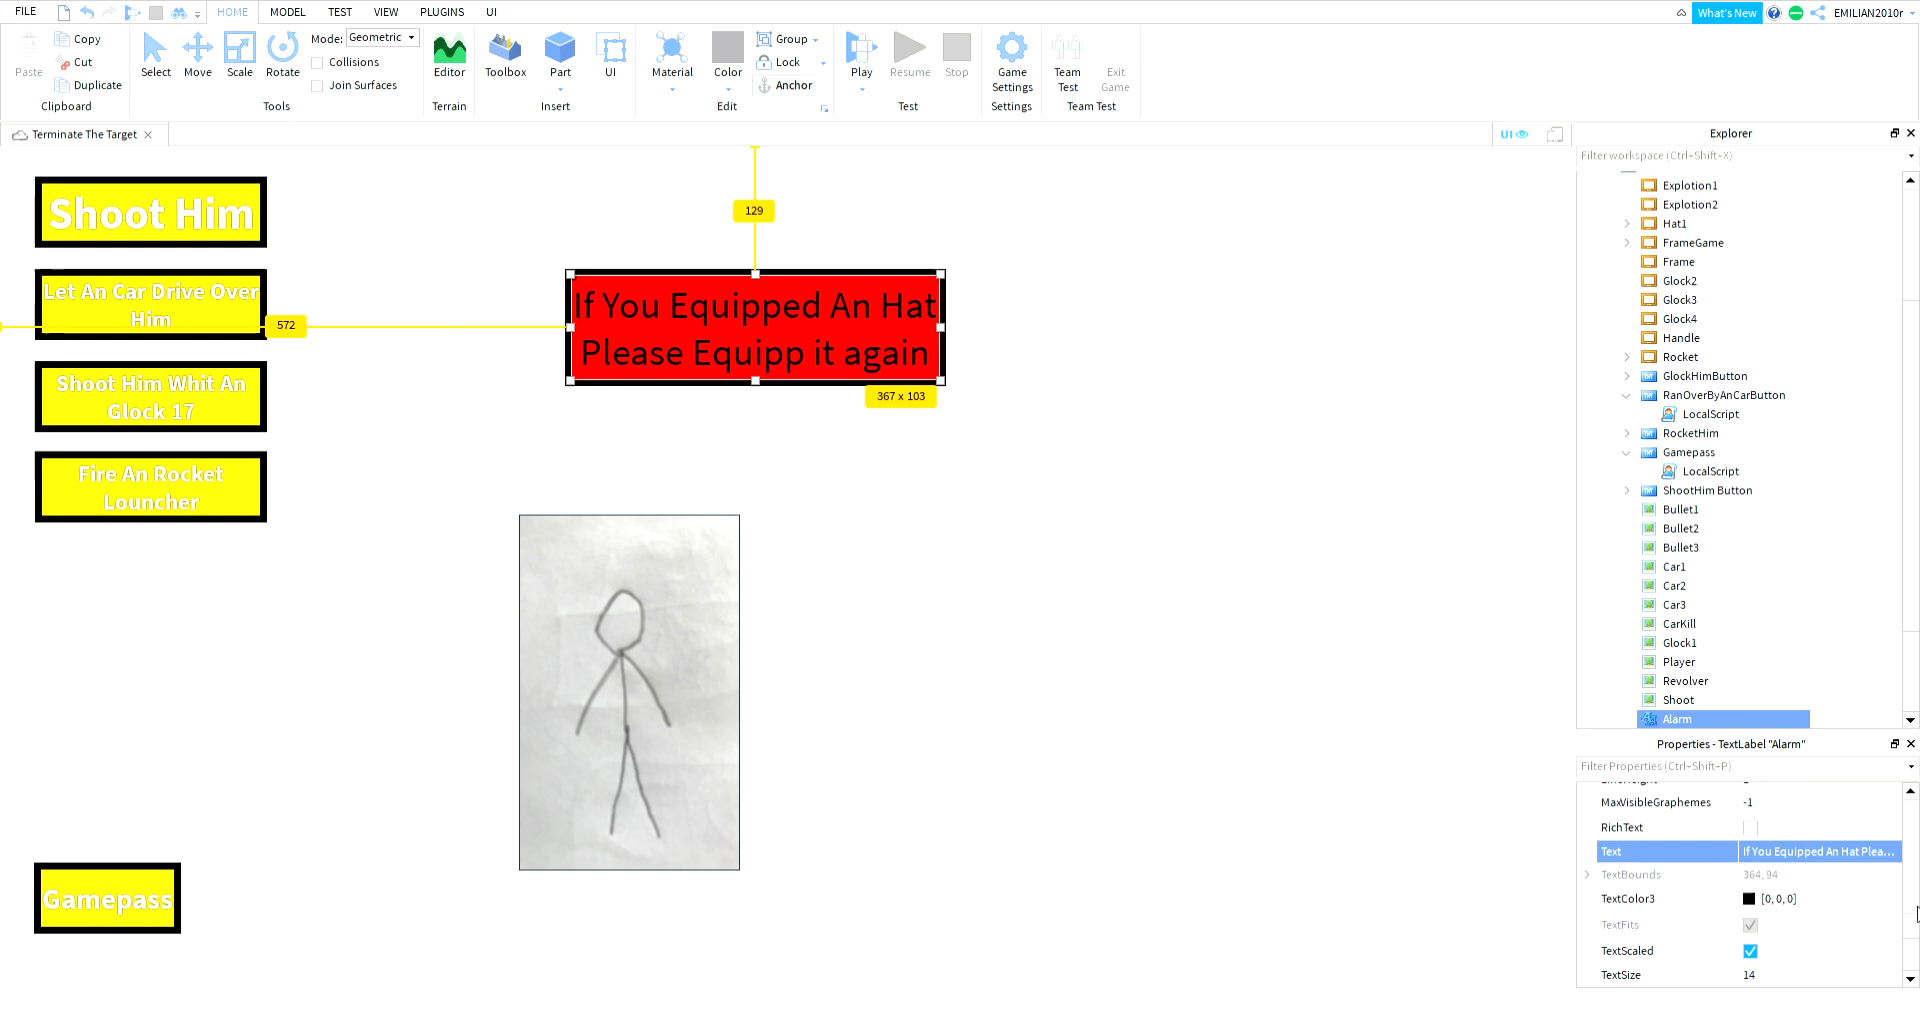 FILE HOME MODEL TEST VIEW PLUGINS UI What's New EMILIAN2010r
Paste Copy Cut Duplicate Clipboard
Select Move Scale Rotate Mode: Geometric Collisions Join Surfaces Tools
Editor Terrain
Toolbox Part UI Insert
Material Color Group Lock Anchor Edit
Play Resume Stop Test
Game Settings Settings
Team Test Exit Game Team Test
Terminate The Target
UI
Shoot Him
Let An Car Drive Over
Him
Shoot Him Whit An
Glock 17
Fire An Rocket
Louncher
Gamepass
129
572
If You Equipped An Hat
Please Equipp it again
367 x 103
Explorer
Filter workspace (Ctrl+Shift+X)
Explotion1
Explotion2
Hat1
FrameGame
Frame
Glock2
Glock3
Glock4
Handle
Rocket
GlockHimButton
RanOverByAnCarButton
LocalScript
RocketHim
Gamepass
LocalScript
ShootHim Button
Bullet1
Bullet2
Bullet3
Car1
Car2
Car3
CarKill
Glock1
Player
Revolver
Shoot
Alarm
Properties - TextLabel "Alarm"
Filter Properties (Ctrl+Shift+P)
MaxVisibleGraphemes -1
RichText
Text If You Equipped An Hat Plea...
TextBounds 364, 94
TextColor3 [0, 0, 0]
TextFits
TextScaled
TextSize 14